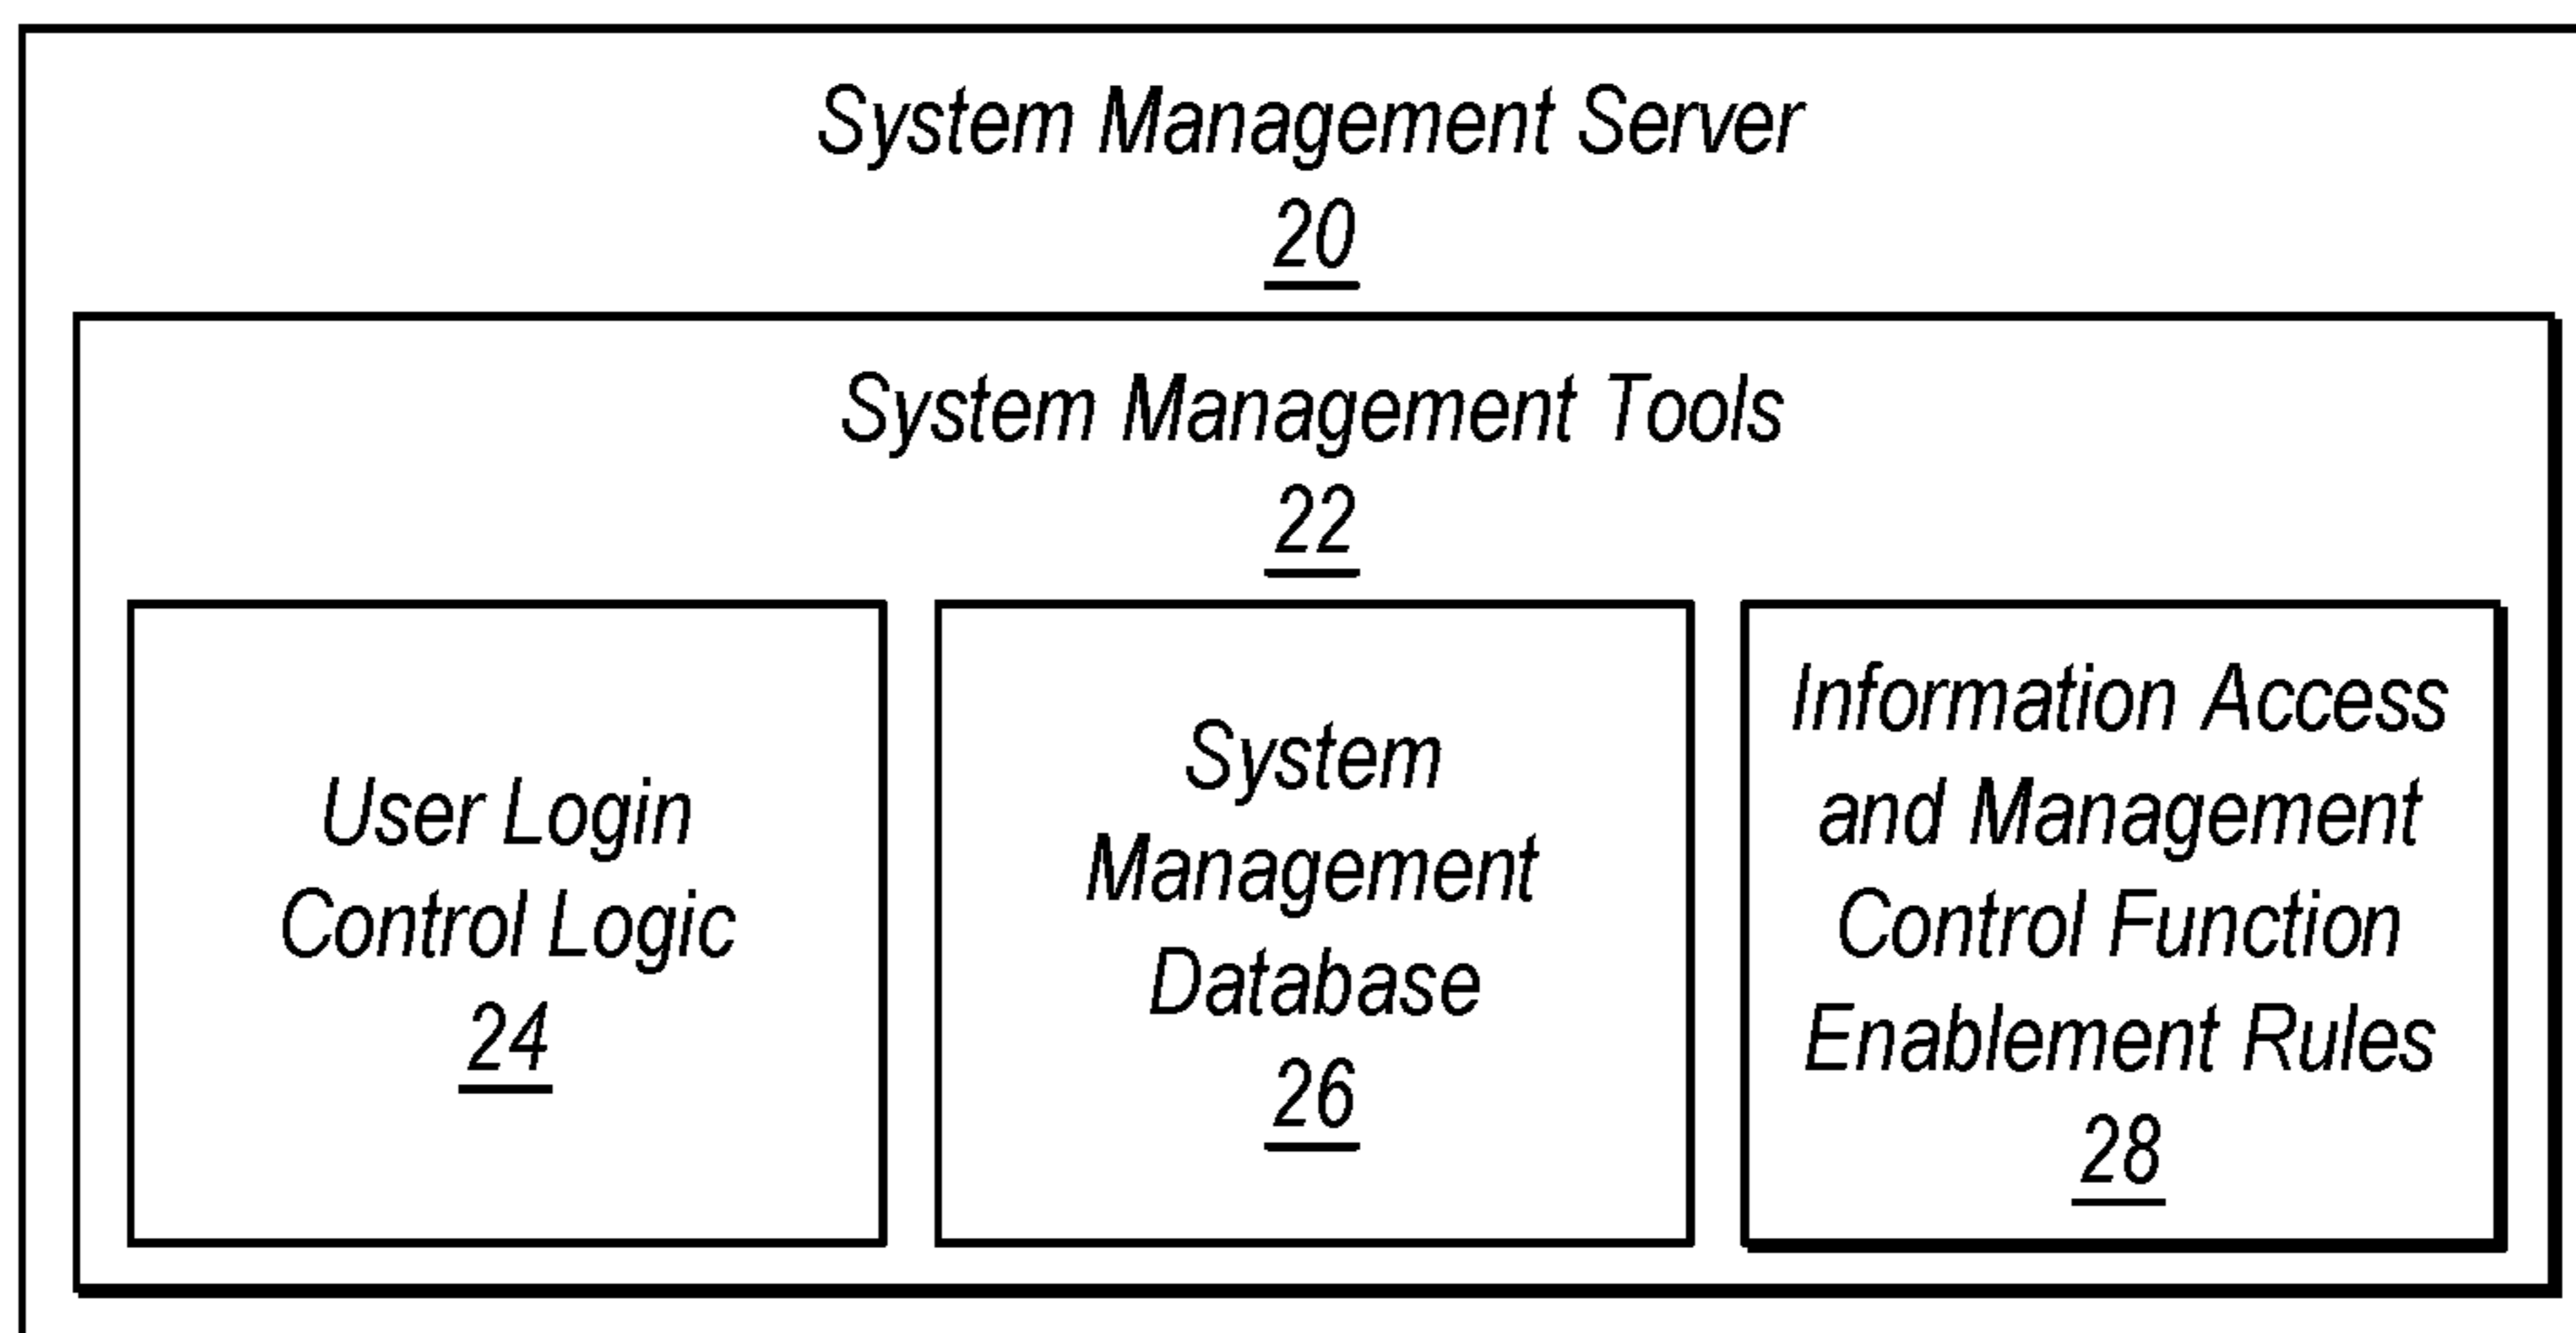 System Management Server
20
System Management Tools
22
User Login
Control Logic
24
System
Management
Database
26
Information Access
and Management
Control Function
Enablement Rules
28